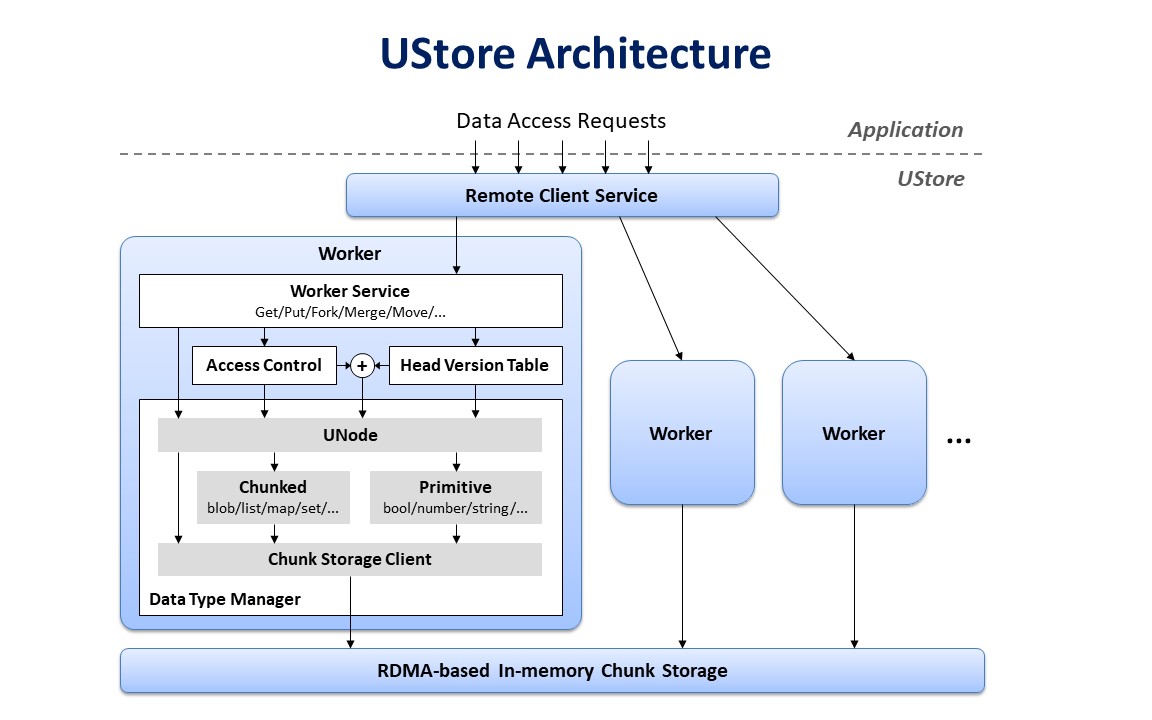 UStore Architecture
Data Access Requests
Application
UStore
Remote Client Service
Worker
Worker Service
Get/Put/Fork/Merge/Move/...
Access Control
+
Head Version Table
UNode
Chunked
blob/list/map/set/...
Primitive
bool/number/string/...
Chunk Storage Client
Data Type Manager
Worker
Worker
...
RDMA-based In-memory Chunk Storage